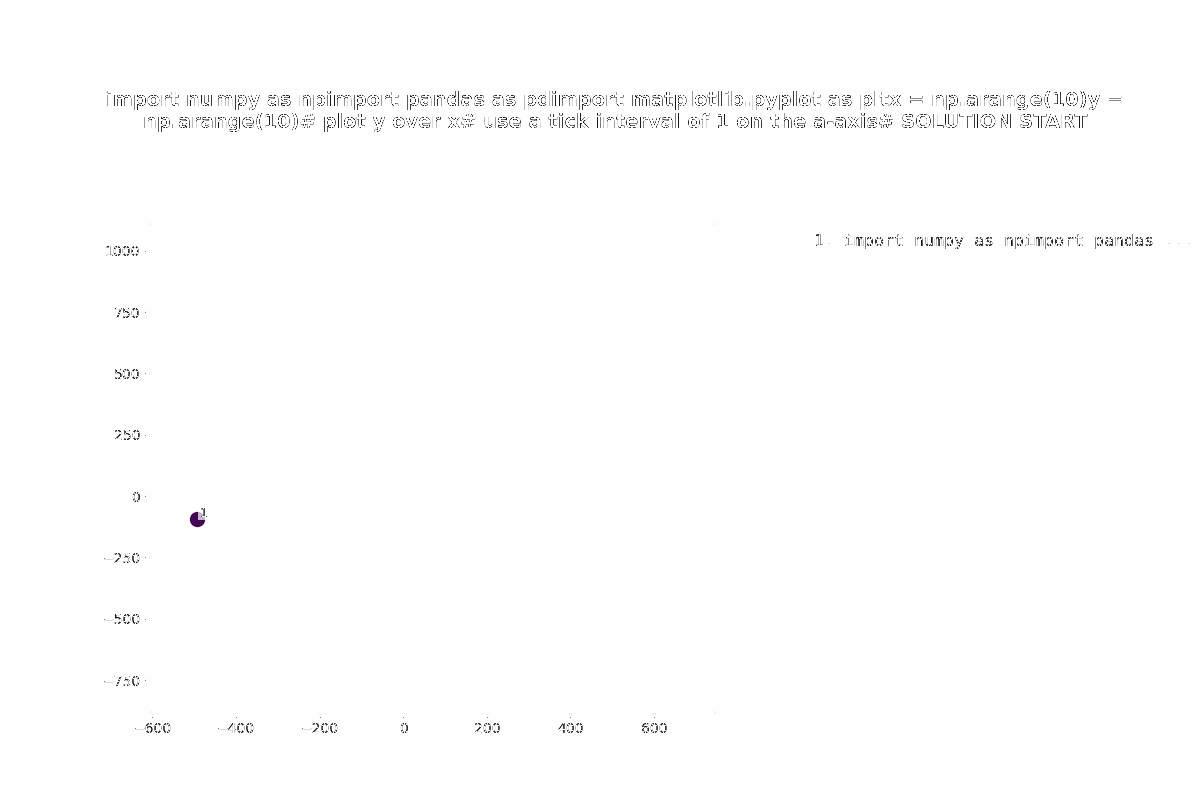 import numpy as npimport pandas as pdimport matplotlib.pyplot as pltx = np.arange(10)y =
np.arange(10)# plot y over x# use a tick interval of 1 on the a-axis# SOLUTION START
1. import numpy as npimport pandas ...
1000
750
500
250
0
1
−250
−500
−750
−600 −400 −200 0 200 400 600